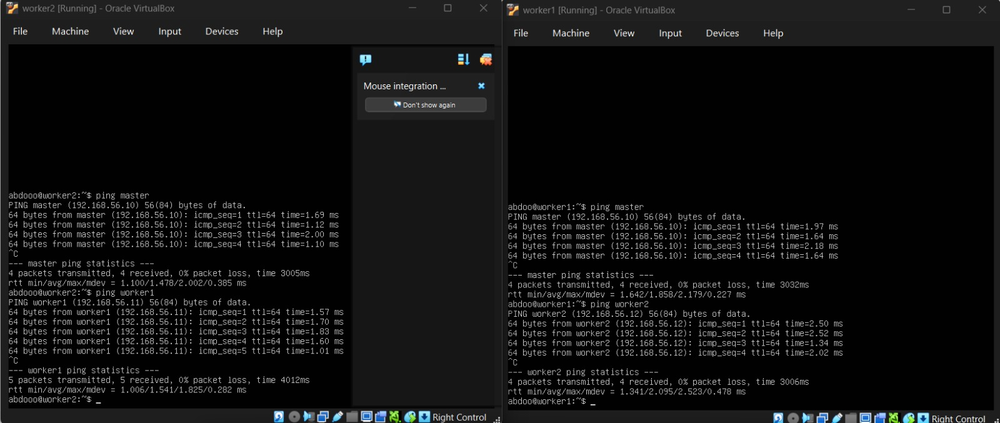 worker2 [Running] - Oracle VirtualBox
File Machine View Input Devices Help
Mouse integration ...
Don't show again
abdooo@worker2:~$ ping master
PING master (192.168.56.10) 56(84) bytes of data.
64 bytes from master (192.168.56.10): icmp_seq=1 ttl=64 time=1.69 ms
64 bytes from master (192.168.56.10): icmp_seq=2 ttl=64 time=1.12 ms
64 bytes from master (192.168.56.10): icmp_seq=3 ttl=64 time=2.00 ms
64 bytes from master (192.168.56.10): icmp_seq=4 ttl=64 time=1.10 ms
^C
--- master ping statistics ---
4 packets transmitted, 4 received, 0% packet loss, time 3005ms
rtt min/avg/max/mdev = 1.100/1.478/2.002/0.385 ms
abdooo@worker2:~$ ping worker1
PING worker1 (192.168.56.11) 56(84) bytes of data.
64 bytes from worker1 (192.168.56.11): icmp_seq=1 ttl=64 time=1.57 ms
64 bytes from worker1 (192.168.56.11): icmp_seq=2 ttl=64 time=1.70 ms
64 bytes from worker1 (192.168.56.11): icmp_seq=3 ttl=64 time=1.83 ms
64 bytes from worker1 (192.168.56.11): icmp_seq=4 ttl=64 time=1.60 ms
64 bytes from worker1 (192.168.56.11): icmp_seq=5 ttl=64 time=1.01 ms
^C
--- worker1 ping statistics ---
5 packets transmitted, 5 received, 0% packet loss, time 4012ms
rtt min/avg/max/mdev = 1.006/1.541/1.825/0.282 ms
abdooo@worker2:~$ _
Right Control
worker1 [Running] - Oracle VirtualBox
File Machine View Input Devices Help
abdoo@worker1:~$ ping master
PING master (192.168.56.10) 56(84) bytes of data.
64 bytes from master (192.168.56.10): icmp_seq=1 ttl=64 time=1.97 ms
64 bytes from master (192.168.56.10): icmp_seq=2 ttl=64 time=1.64 ms
64 bytes from master (192.168.56.10): icmp_seq=3 ttl=64 time=2.18 ms
64 bytes from master (192.168.56.10): icmp_seq=4 ttl=64 time=1.64 ms
^C
--- master ping statistics ---
4 packets transmitted, 4 received, 0% packet loss, time 3032ms
rtt min/avg/max/mdev = 1.642/1.858/2.179/0.227 ms
abdoo@worker1:~$ ping worker2
PING worker2 (192.168.56.12) 56(84) bytes of data.
64 bytes from worker2 (192.168.56.12): icmp_seq=1 ttl=64 time=2.50 ms
64 bytes from worker2 (192.168.56.12): icmp_seq=2 ttl=64 time=2.52 ms
64 bytes from worker2 (192.168.56.12): icmp_seq=3 ttl=64 time=1.34 ms
64 bytes from worker2 (192.168.56.12): icmp_seq=4 ttl=64 time=2.02 ms
^C
--- worker2 ping statistics ---
4 packets transmitted, 4 received, 0% packet loss, time 3006ms
rtt min/avg/max/mdev = 1.341/2.095/2.523/0.478 ms
abdoo@worker1:~$ _
Right Control